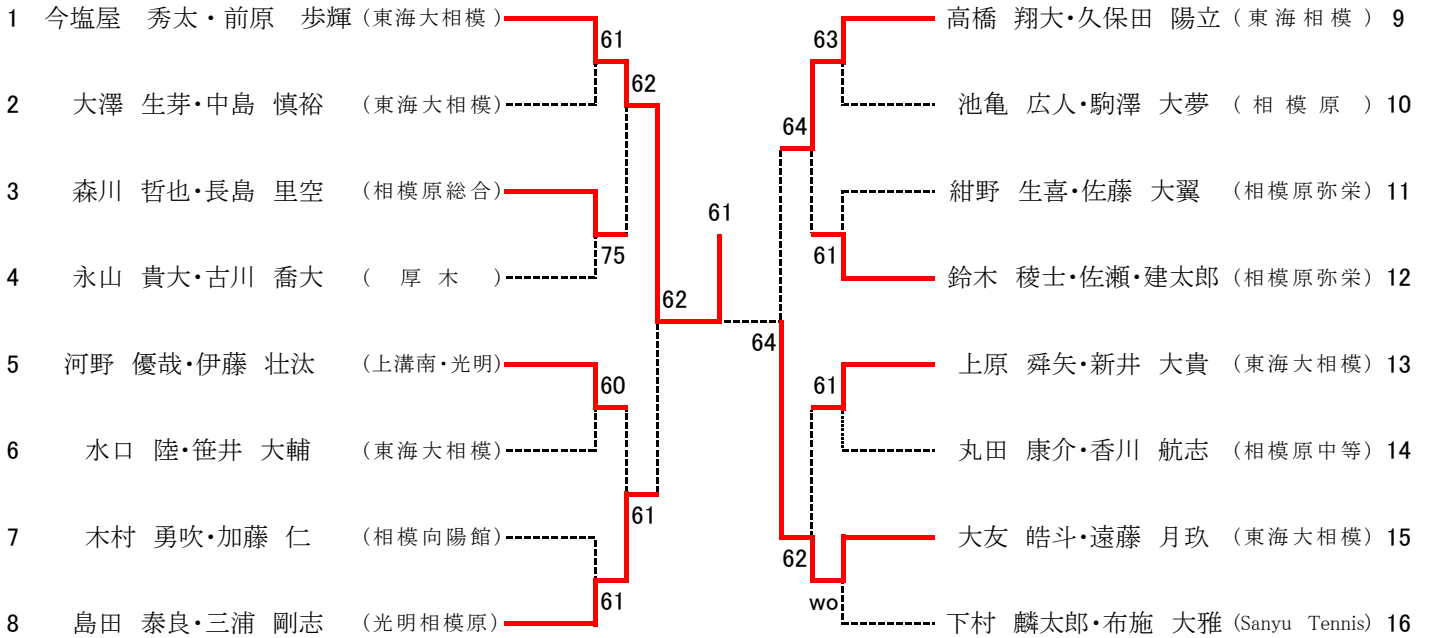 1 今塩屋 秀太・前原 歩輝 (東海大相模)
61
2 大澤 生芽・中島 慎裕 (東海大相模)
62
3 森川 哲也・長島 里空 (相模原総合)
75
4 永山 貴大・古川 喬大 (厚木)
62
5 河野 優哉・伊藤 壮汰 (上溝南・光明)
60
6 水口 陸・笹井 大輔 (東海大相模)
61
7 木村 勇吹・加藤 仁 (相模向陽館)
61
8 島田 泰良・三浦 剛志 (光明相模原)
61
高橋 翔大・久保田 陽立 (東海相模) 9
63
池亀 広人・駒澤 大夢 (相模原) 10
64
紺野 生喜・佐藤 大翼 (相模原弥栄) 11
61
鈴木 稜士・佐瀬・建太郎 (相模原弥栄) 12
64
上原 舜矢・新井 大貴 (東海大相模) 13
61
丸田 康介・香川 航志 (相模原中等) 14
大友 皓斗・遠藤 月玖 (東海大相模) 15
62
wo
下村 麟太郎・布施 大雅 (Sanyu Tennis) 16